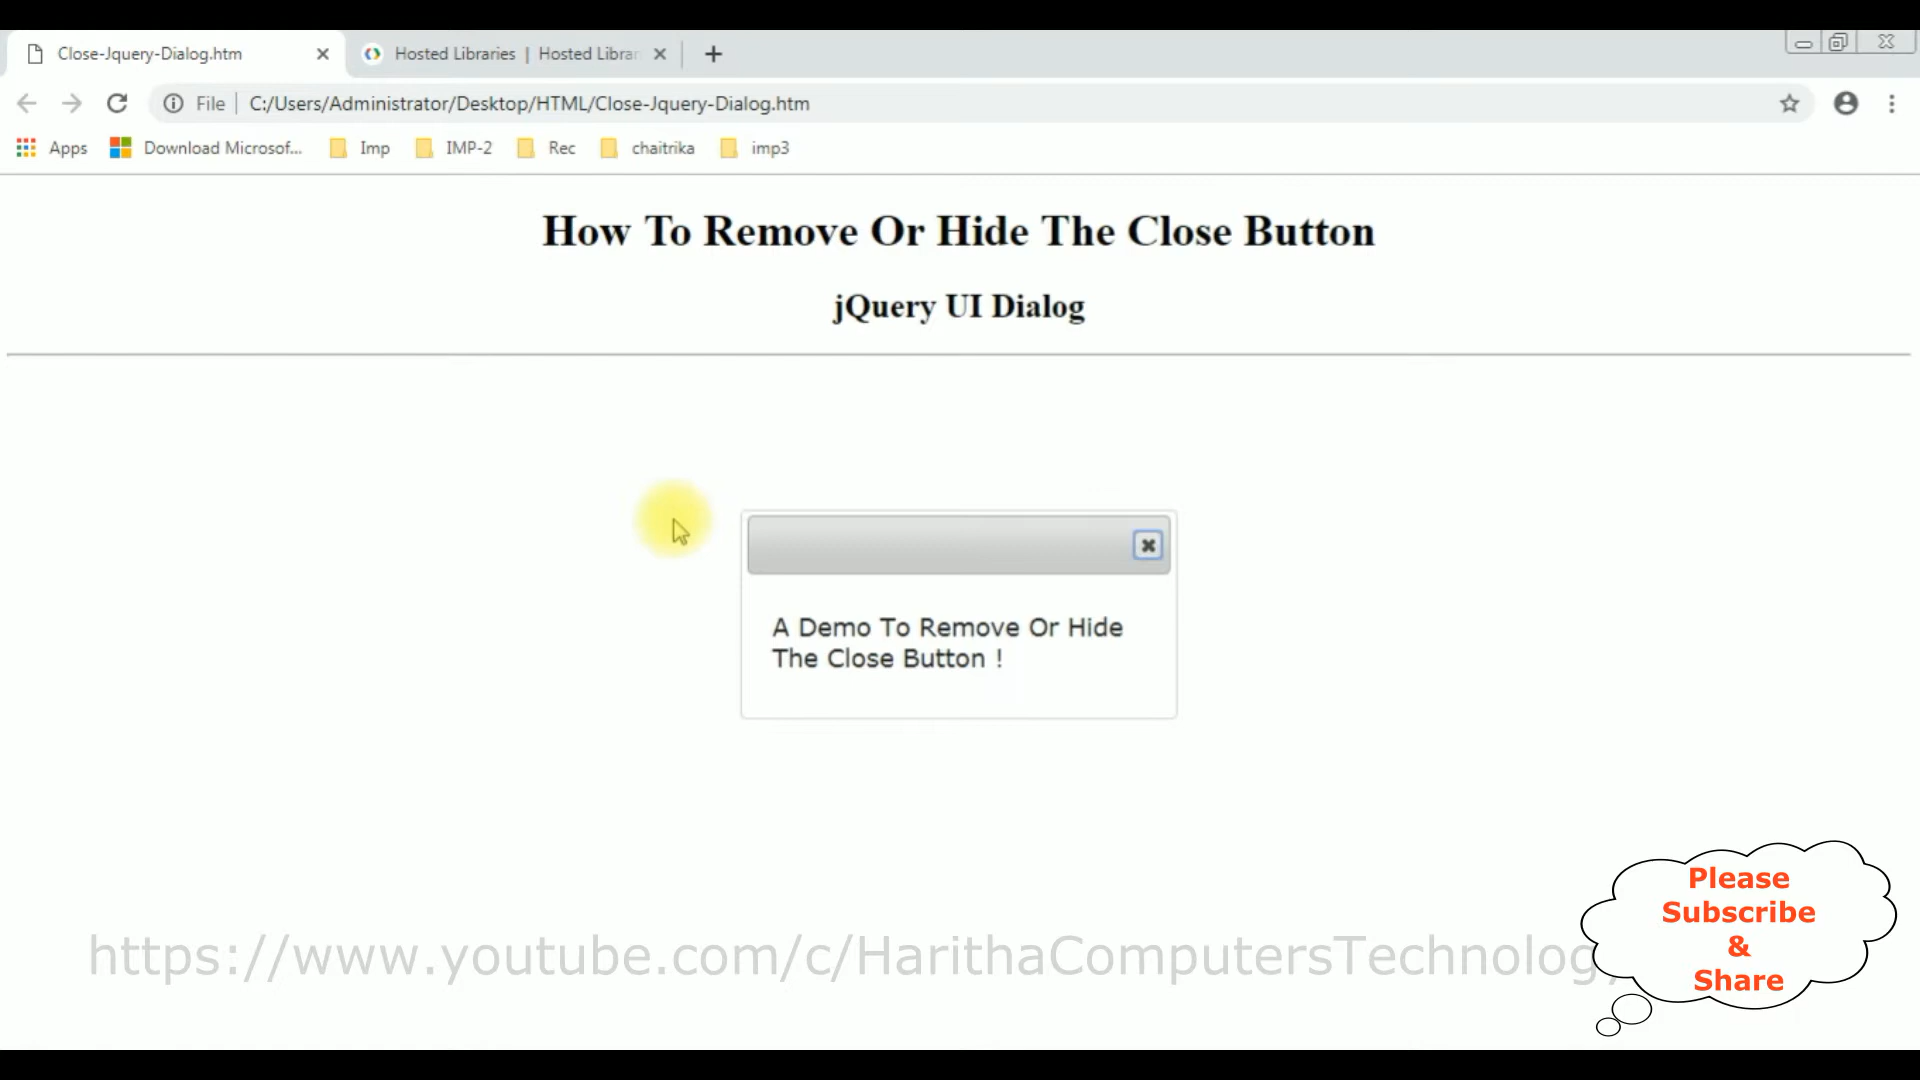 Close-Jquery-Dialog.htm
Hosted Libraries | Hosted Librar
File
C:/Users/Administrator/Desktop/HTML/Close-Jquery-Dialog.htm
Apps
Download Microsof...
Imp
IMP-2
Rec
chaitrika
imp3
How To Remove Or Hide The Close Button
jQuery UI Dialog
A Demo To Remove Or Hide
The Close Button !
Please
Subscribe
&
Share
https://www.youtube.com/c/HarithaComputersTechnology